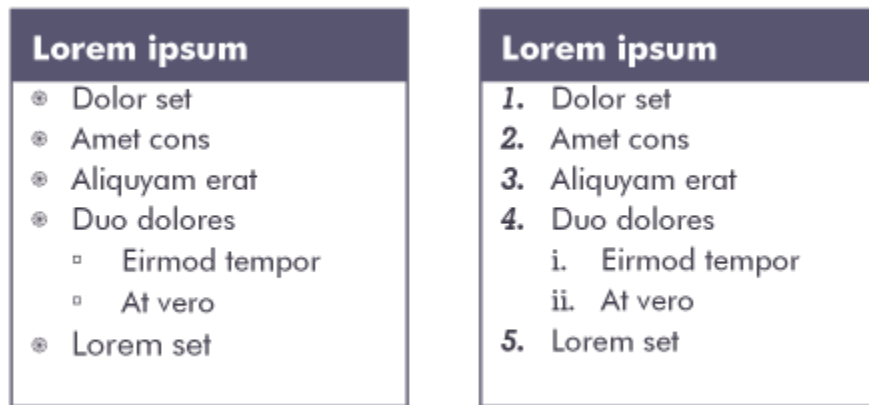 Lorem ipsum
Dolor set
Amet cons
Aliquyam erat
Duo dolores
Eirmod tempor
At vero
Lorem set
Lorem ipsum
1. Dolor set
2. Amet cons
3. Aliquyam erat
4. Duo dolores
i. Eirmod tempor
ii. At vero
5. Lorem set